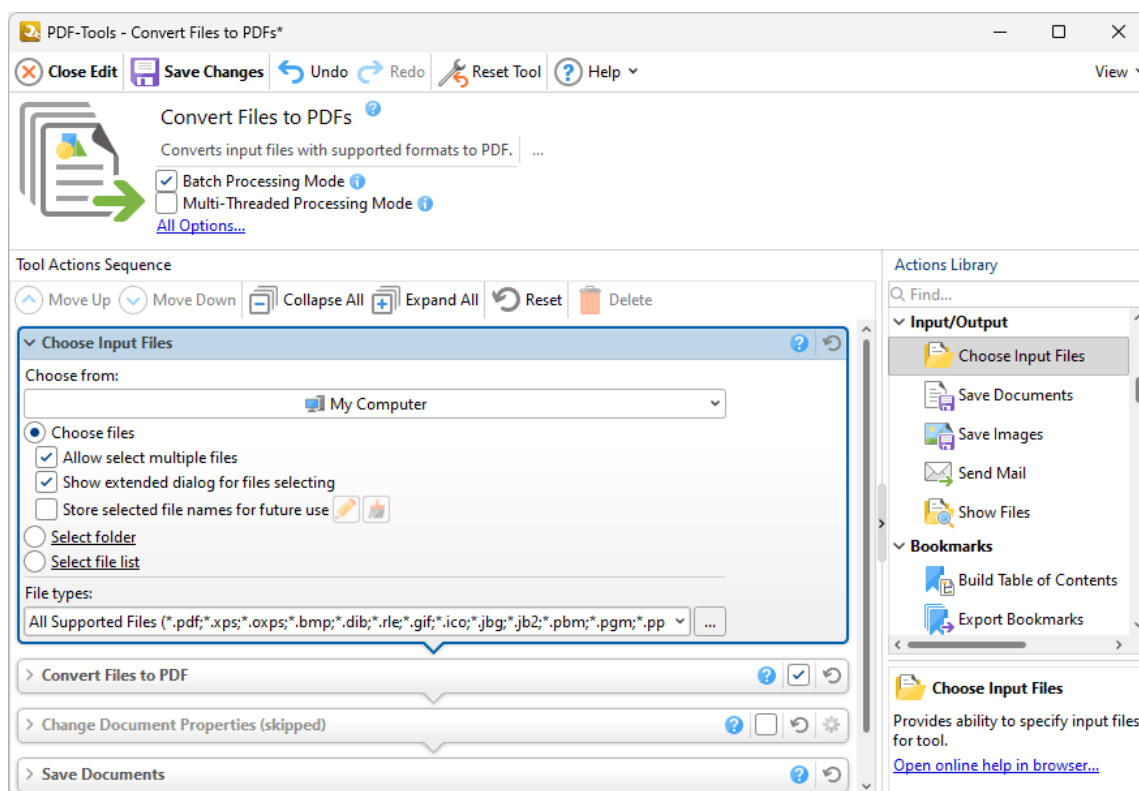 PDF-Tools - Convert Files to PDFs*
Close Edit Save Changes Undo Redo Reset Tool Help View
Convert Files to PDFs
Converts input files with supported formats to PDF. ...
Batch Processing Mode
Multi-Threaded Processing Mode
All Options...
Tool Actions Sequence
Move Up Move Down Collapse All Expand All Reset Delete
Choose Input Files
Choose from:
My Computer
Choose files
Allow select multiple files
Show extended dialog for files selecting
Store selected file names for future use
Select folder
Select file list
File types:
All Supported Files (*.pdf;*.xps;*.oxps;*.bmp;*.dib;*.rle;*.gif;*.ico;*.jbg;*.jb2;*.pbm;*.pgm;*.pp ...
Convert Files to PDF
Change Document Properties (skipped)
Save Documents
Actions Library
Find...
Input/Output
Choose Input Files
Save Documents
Save Images
Send Mail
Show Files
Bookmarks
Build Table of Contents
Export Bookmarks
Choose Input Files
Provides ability to specify input files
for tool.
Open online help in browser...